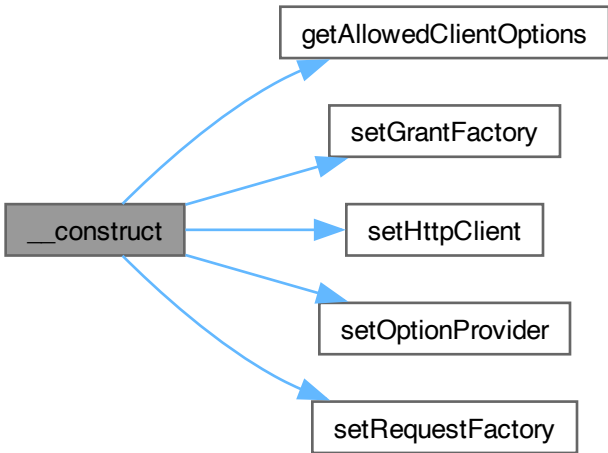 getAllowedClientOptions
setGrantFactory
__construct
setHttpClient
setOptionProvider
setRequestFactory